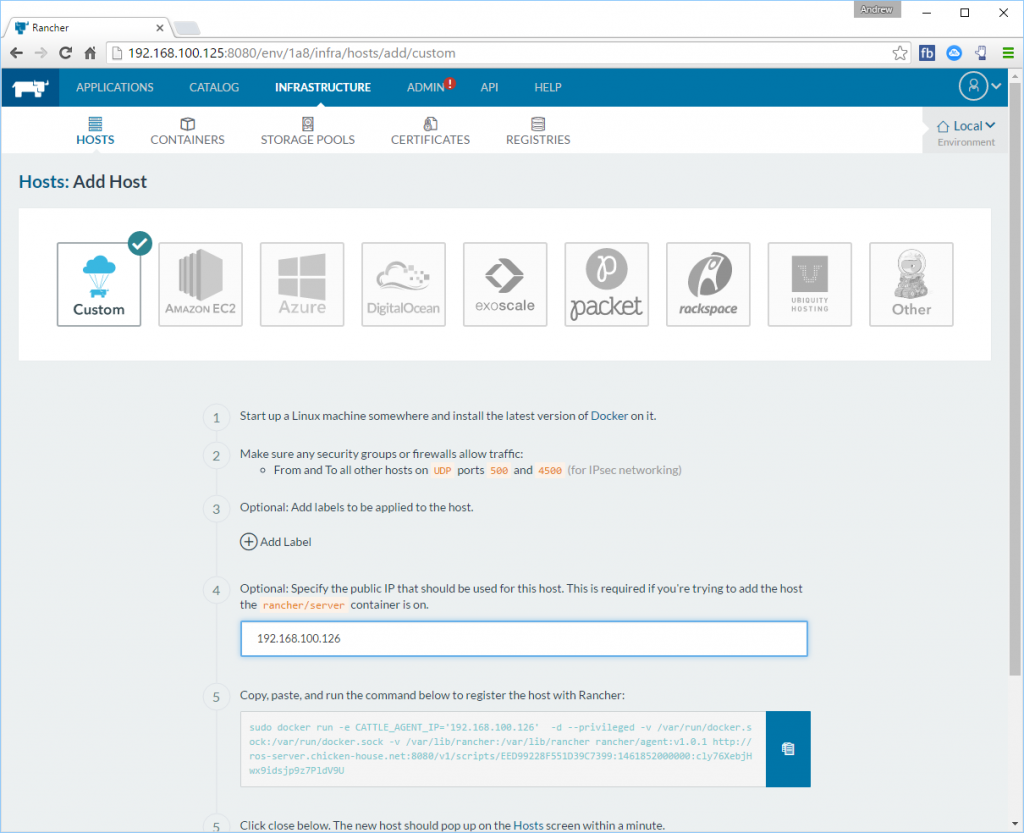 Andrew
Rancher
192.168.100.125:8080/env/1a8/infra/hosts/add/custom
fb
APPLICATIONS CATALOG INFRASTRUCTURE ADMIN ! API HELP
HOSTS CONTAINERS STORAGE POOLS CERTIFICATES REGISTRIES
Local
Environment
Hosts: Add Host
Custom
AMAZON EC2
Azure
DigitalOcean
exoscale
packet
rackspace
UBIQUITY
HOSTING
Other
1 Start up a Linux machine somewhere and install the latest version of Docker on it.
2 Make sure any security groups or firewalls allow traffic:
From and To all other hosts on UDP ports 500 and 4500 (for IPsec networking)
3 Optional: Add labels to be applied to the host.
Add Label
4 Optional: Specify the public IP that should be used for this host. This is required if you're trying to add the host
the rancher/server container is on.
192.168.100.126
5 Copy, paste, and run the command below to register the host with Rancher:
sudo docker run -e CATTLE_AGENT_IP='192.168.100.126' -d --privileged -v /var/run/docker.s
ock:/var/run/docker.sock -v /var/lib/rancher:/var/lib/rancher rancher/agent:v1.0.1 http://
ros-server.chicken-house.net:8080/v1/scripts/EED99228F551D39C7399:1461852000000:cly76XebjH
wx9idsjp9z7PldV9U
5 Click close below. The new host should pop up on the Hosts screen within a minute.